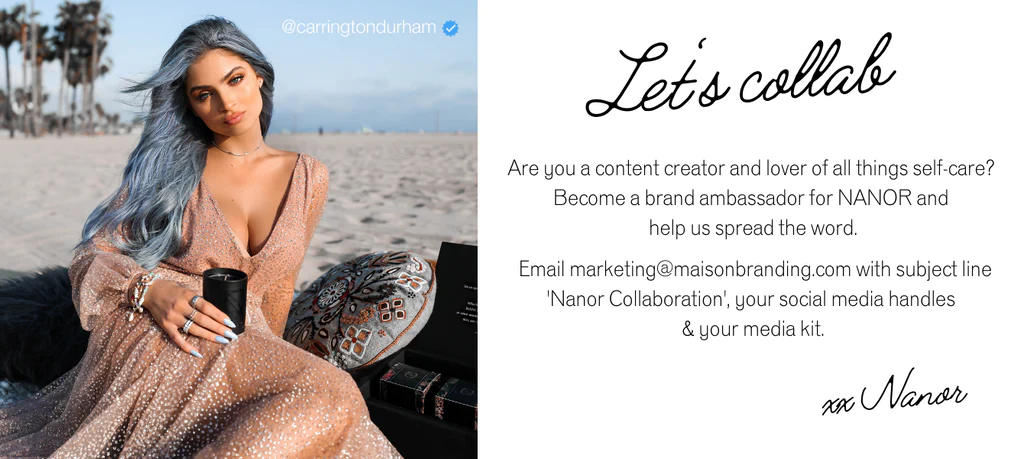 @carringtondurham
Let's collab
Are you a content creator and lover of all things self-care?
Become a brand ambassador for NANOR and
help us spread the word.
Email marketing@maisonbranding.com with subject line
'Nanor Collaboration', your social media handles
& your media kit.
xx Nanor